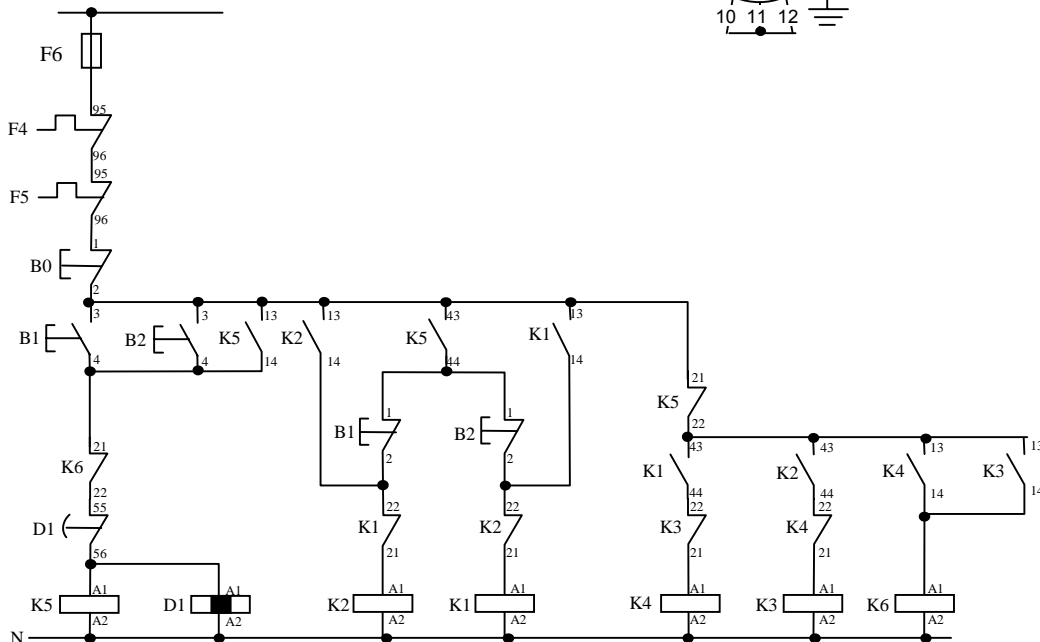 10 11 12
F6
95
F4
96
95
F5
96
1
B0
2
3 3 13 13 43 13
B1 B2 K5 K2 K5 K1
4 4 14 14 44 14
21
K5
22
1 1
B1 B2
2 2
43 43 13 13
K1 K2 K4 K3
44 44 14 14
21
K6
22
55
D1
56
22 22 22 22
K1 K2 K3 K4
21 21 21 21
A1 A1 A1 A1 A1 A1 A1
K5 D1 K2 K1 K4 K3 K6
A2 A2 A2 A2 A2 A2 A2
N